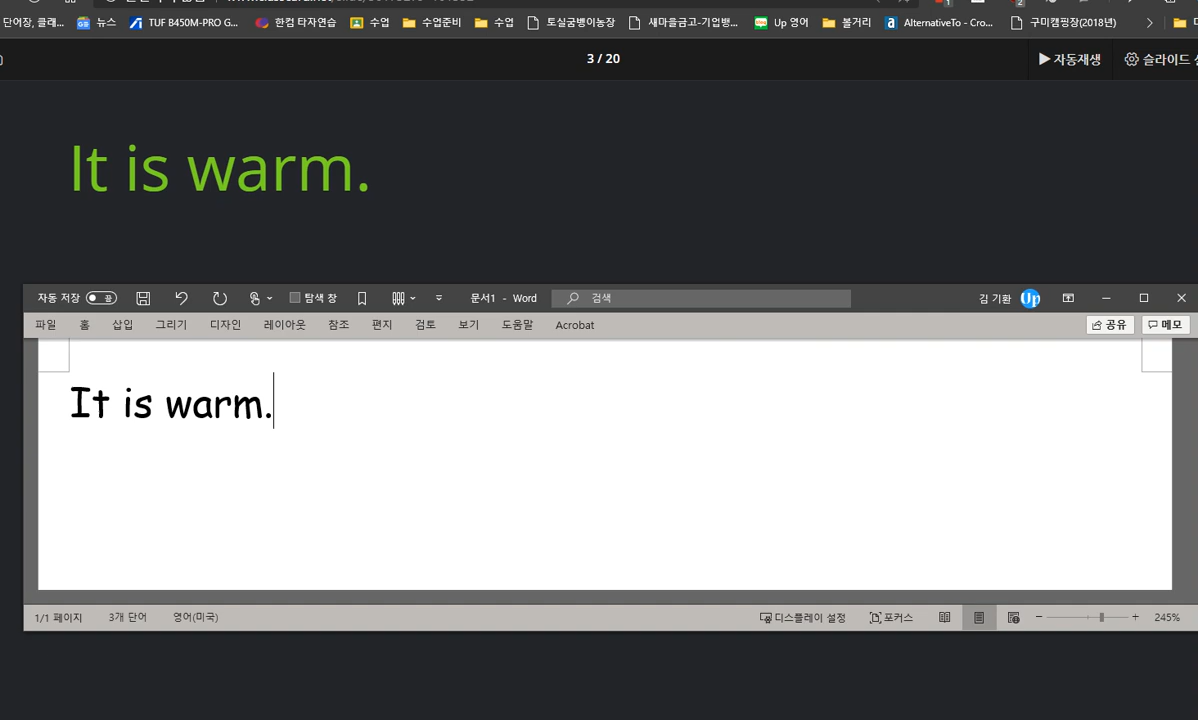 단어장, 클래... 뉴스 TUF B450M-PRO G... 한컴 타자연습 수업 수업준비 수업 토실굼뱅이농장 새마을금고-기업뱅... Up 영어 볼거리 AlternativeTo - Cro... 구미캠핑장(2018년)
3 / 20 자동재생 슬라이드
It is warm.
자동 저장 끔 탐색 창 문서1 - Word 검색 김 기환 Up
파일 홈 삽입 그리기 디자인 레이아웃 참조 편지 검토 보기 도움말 Acrobat 공유 메모
It is warm.
1/1 페이지 3개 단어 영어(미국) 디스플레이 설정 포커스 245%